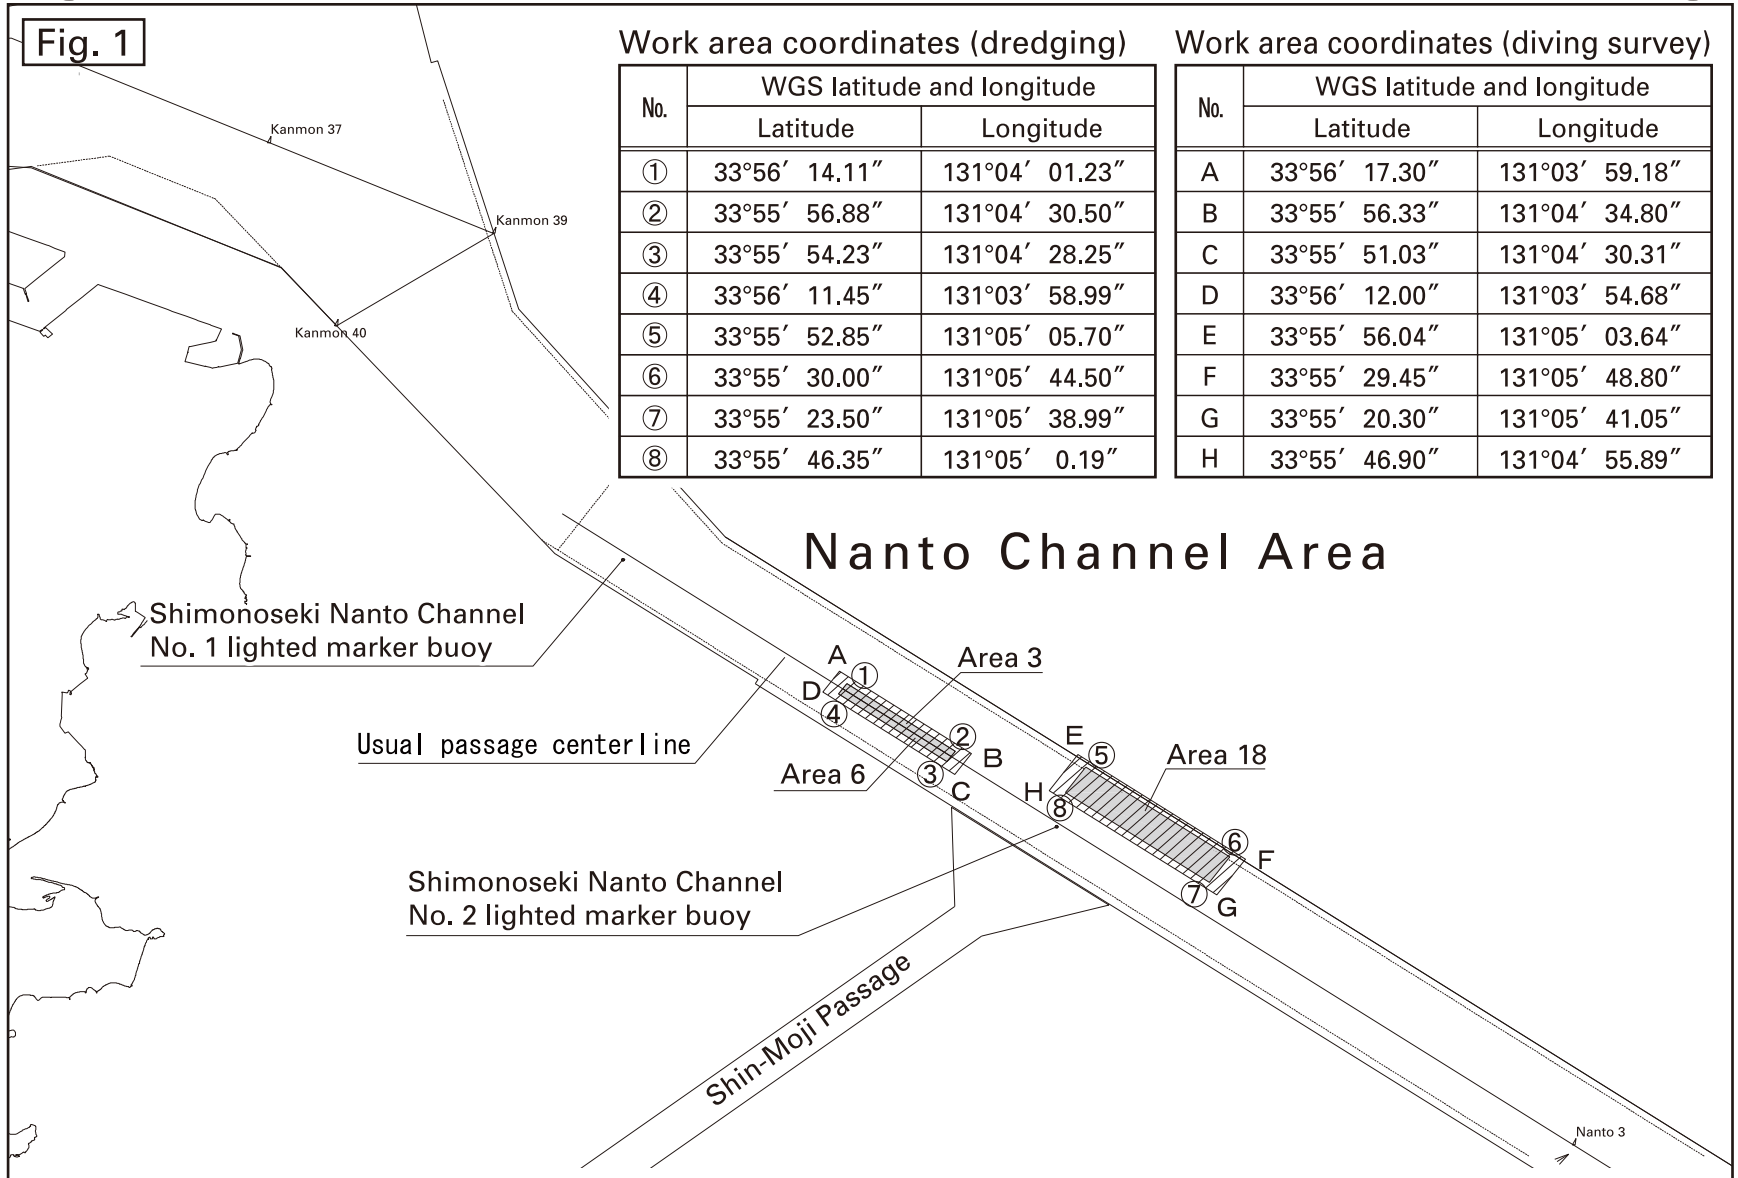 Fig. 1
Work area coordinates (dredging)
No. WGS latitude and longitude
Latitude Longitude
① 33°56′ 14.11″ 131°04′ 01.23″
② 33°55′ 56.88″ 131°04′ 30.50″
③ 33°55′ 54.23″ 131°04′ 28.25″
④ 33°56′ 11.45″ 131°03′ 58.99″
⑤ 33°55′ 52.85″ 131°05′ 05.70″
⑥ 33°55′ 30.00″ 131°05′ 44.50″
⑦ 33°55′ 23.50″ 131°05′ 38.99″
⑧ 33°55′ 46.35″ 131°05′ 0.19″
Work area coordinates (diving survey)
No. WGS latitude and longitude
Latitude Longitude
A 33°56′ 17.30″ 131°03′ 59.18″
B 33°55′ 56.33″ 131°04′ 34.80″
C 33°55′ 51.03″ 131°04′ 30.31″
D 33°56′ 12.00″ 131°03′ 54.68″
E 33°55′ 56.04″ 131°05′ 03.64″
F 33°55′ 29.45″ 131°05′ 48.80″
G 33°55′ 20.30″ 131°05′ 41.05″
H 33°55′ 46.90″ 131°04′ 55.89″
Kanmon 37
Kanmon 39
Kanmon 40
Nanto Channel Area
Shimonoseki Nanto Channel
No. 1 lighted marker buoy
A
①
Area 3
D
④
Usual passage centerline
②
B
Area 6
③
C
E
⑤
Area 18
H
⑧
⑥
F
⑦
G
Shimonoseki Nanto Channel
No. 2 lighted marker buoy
Shin-Moji Passage
Nanto 3